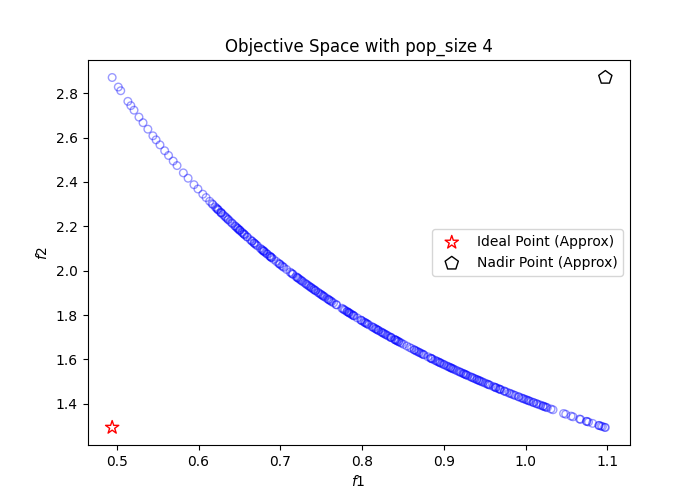 Objective Space with pop_size 4
f2
2.8
2.6
2.4
2.2
2.0
1.8
1.6
1.4
Ideal Point (Approx)
Nadir Point (Approx)
0.5 0.6 0.7 0.8 0.9 1.0 1.1
f1